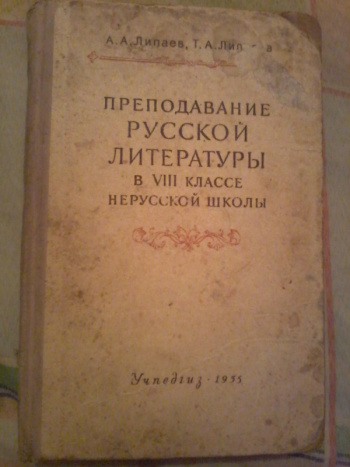 А. А. Липаев, Т. А.
ПРЕПОДАВАНИЕ
РУССКОЙ
ЛИТЕРАТУРЫ
В VIII КЛАССЕ
НЕРУССКОЙ ШКОЛЫ
Учпедгиз · 1955